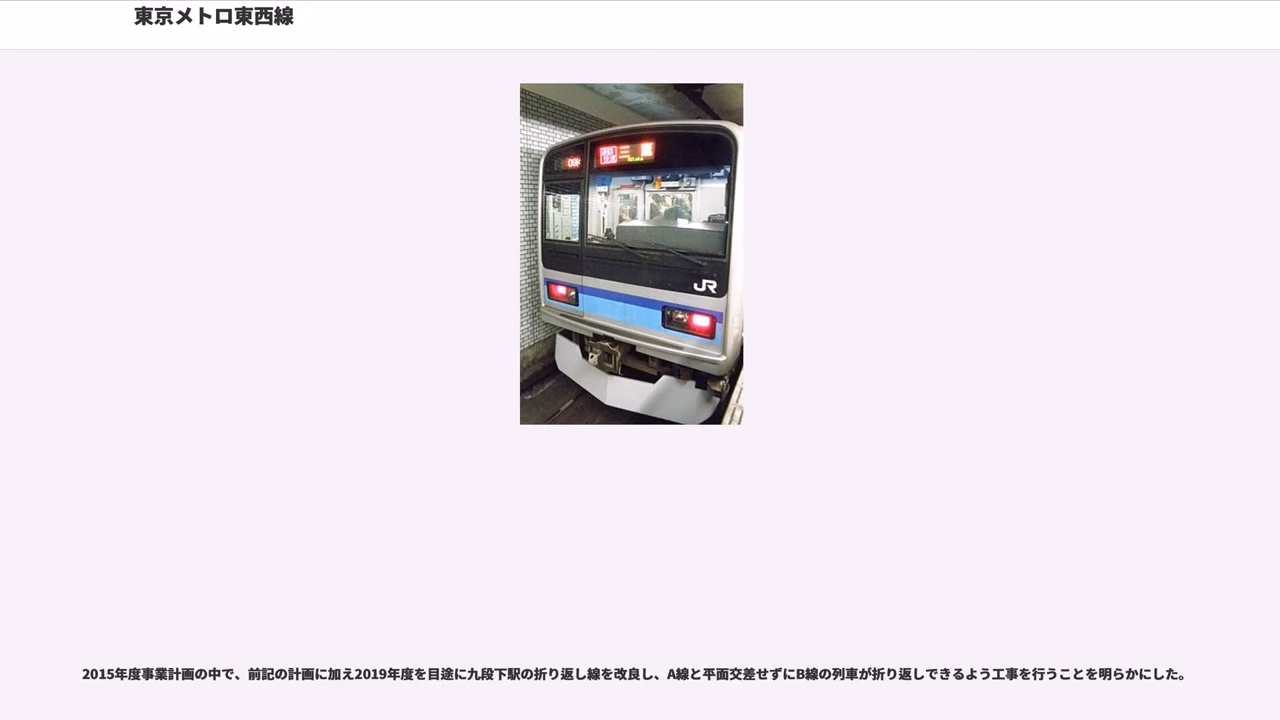 東京メトロ東西線
三鷹
JR
2015年度事業計画の中で、前記の計画に加え2019年度を目途に九段下駅の折り返し線を改良し、A線と平面交差せずにB線の列車が折り返しできるよう工事を行うことを明らかにした。